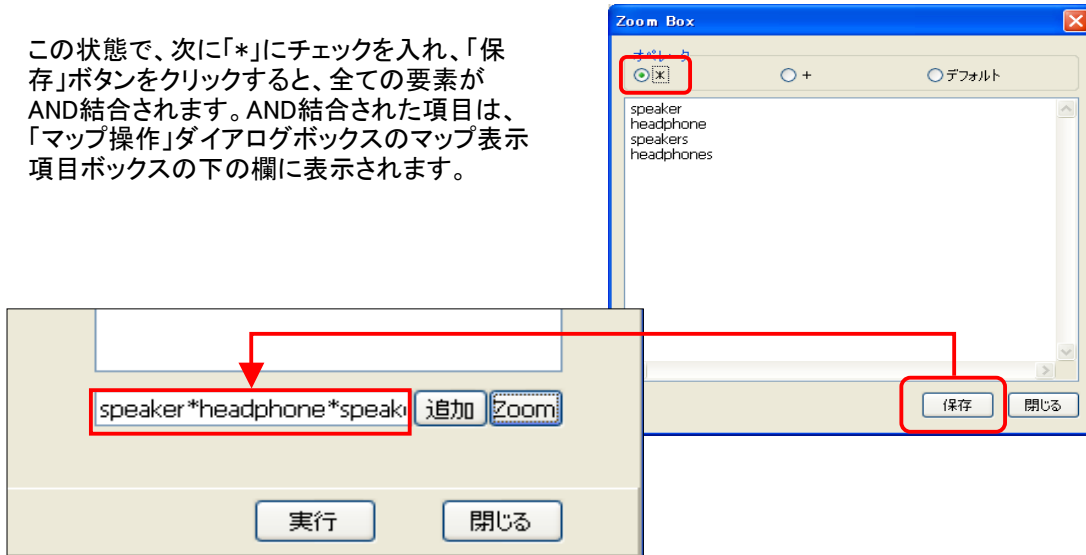 この状態で、次に「*」にチェックを入れ、「保
存」ボタンをクリックすると、全ての要素が
AND結合されます。AND結合された項目は、
「マップ操作」ダイアログボックスのマップ表示
項目ボックスの下の欄に表示されます。
Zoom Box
オペレータ
* + デフォルト
speaker
headphone
speakers
headphones
保存 閉じる
speaker*headphone*speak 追加 Zoom
実行 閉じる